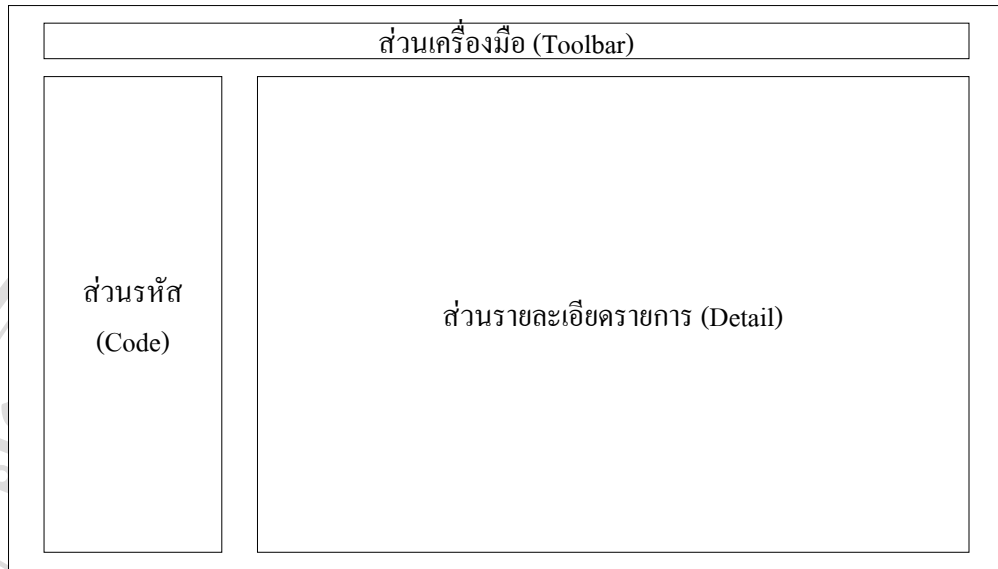 ส่วนเครื่องมือ (Toolbar)
ส่วนรหัส
(Code)
ส่วนรายละเอียดรายการ (Detail)